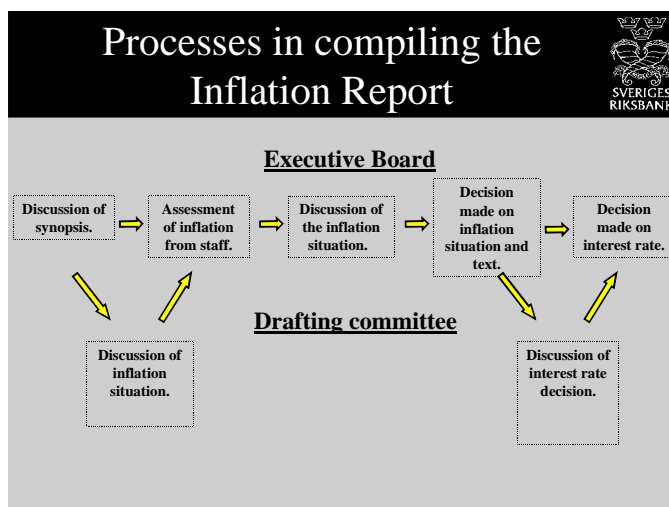 Processes in compiling the
Inflation Report
SVERIGES
RIKSBANK
Executive Board
Discussion of
synopsis.
Assessment
of inflation
from staff.
Discussion of
the inflation
situation.
Decision
made on
inflation
situation and
text.
Decision
made on
interest rate.
Drafting committee
Discussion of
inflation
situation.
Discussion of
interest rate
decision.